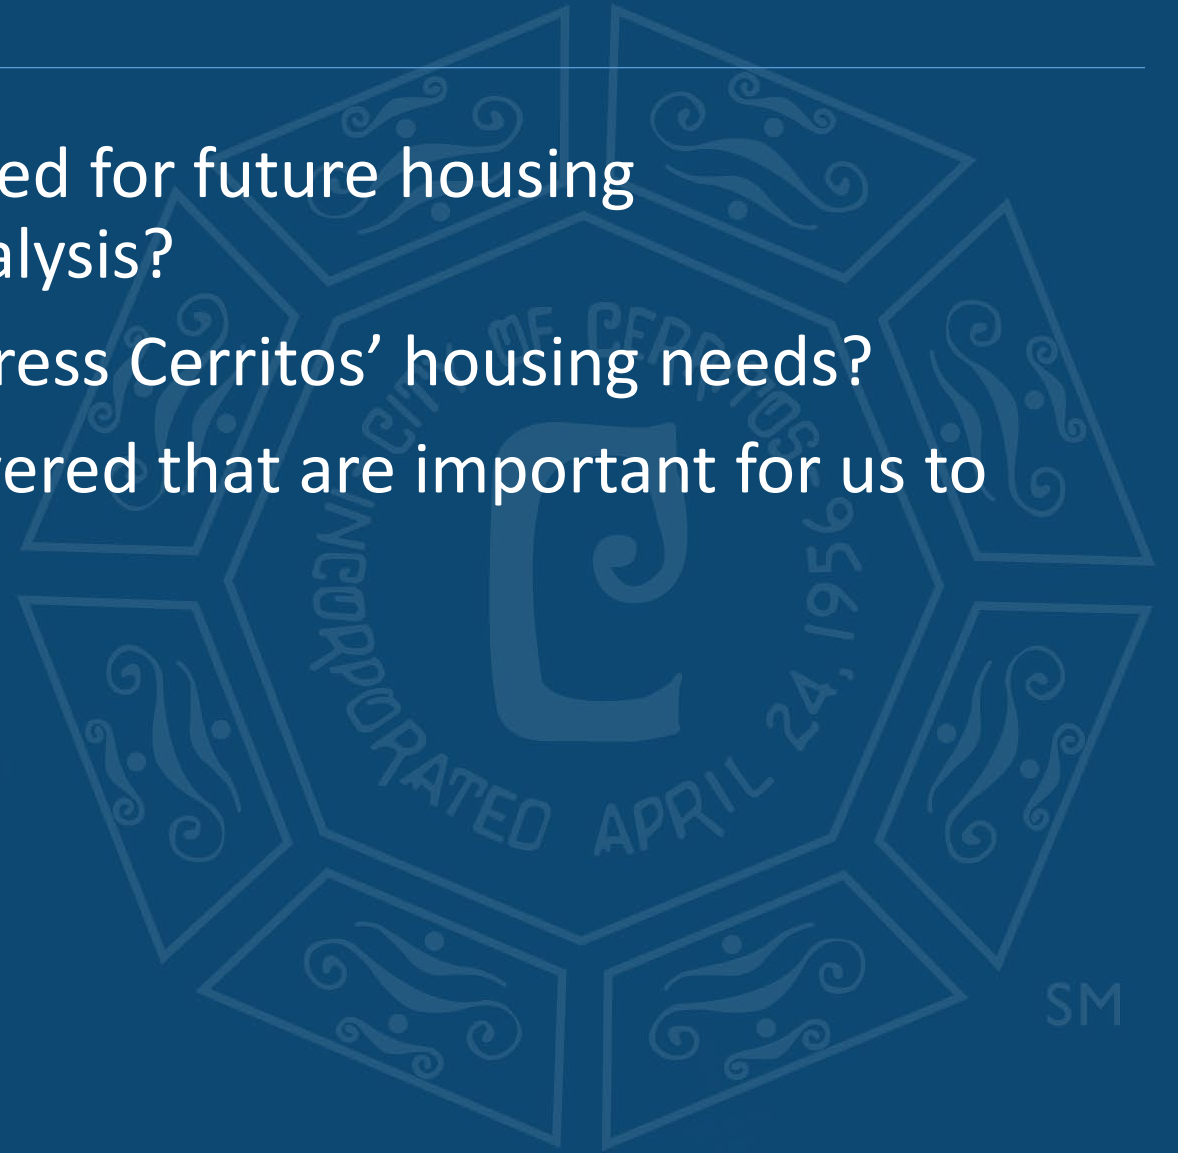 ed for future housing
alysis?
ress Cerritos’ housing needs?
vered that are important for us to
CITY OF CERRITOS
INCORPORATED APRIL 24, 1956
C
SM